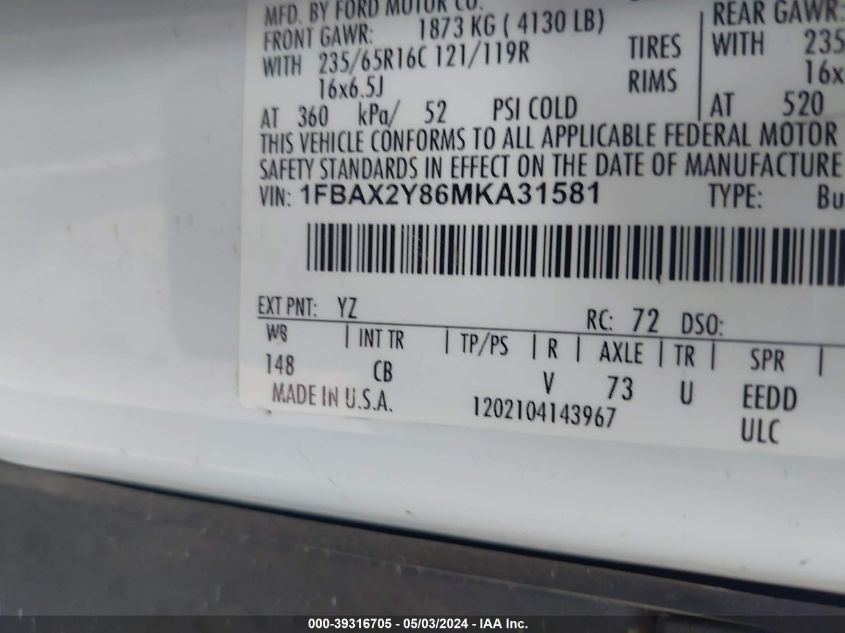 MFD. BY FORD MOTOR CO.
FRONT GAWR: 1873 KG ( 4130 LB)
REAR GAWR:
WITH 235/65R16C 121/119R TIRES
WITH 235
16x6.5J RIMS
16x
AT 360 kPa/ 52 PSI COLD
AT 520
THIS VEHICLE CONFORMS TO ALL APPLICABLE FEDERAL MOTOR
SAFETY STANDARDS IN EFFECT ON THE DATE OF MANUFACTURE
VIN: 1FBAX2Y86MKA31581 TYPE: Bu
EXT PNT: YZ RC: 72 DSO:
WB | INT TR | TP/PS | R | AXLE | TR | SPR |
148 CB V 73 U EEDD
MADE IN U.S.A. 1202104143967 ULC
000-39316705 - 05/03/2024 - IAA Inc.